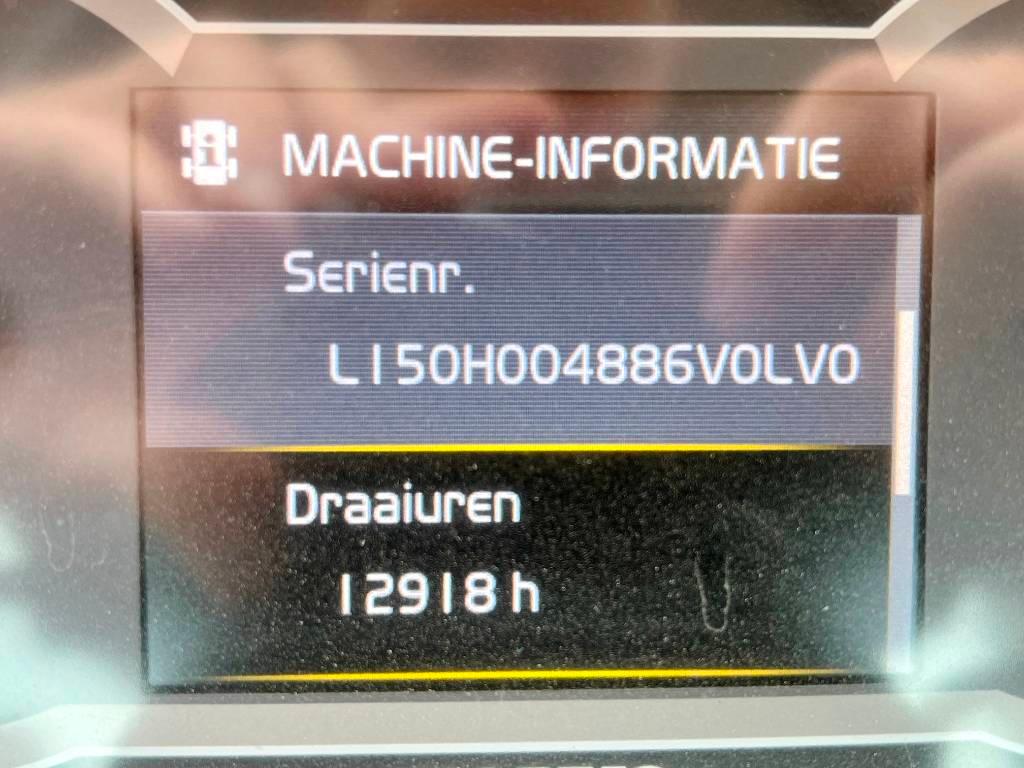 MACHINE-INFORMATIE
Serienr.
L150H004886VOLVO
Draaiuren
12918 h